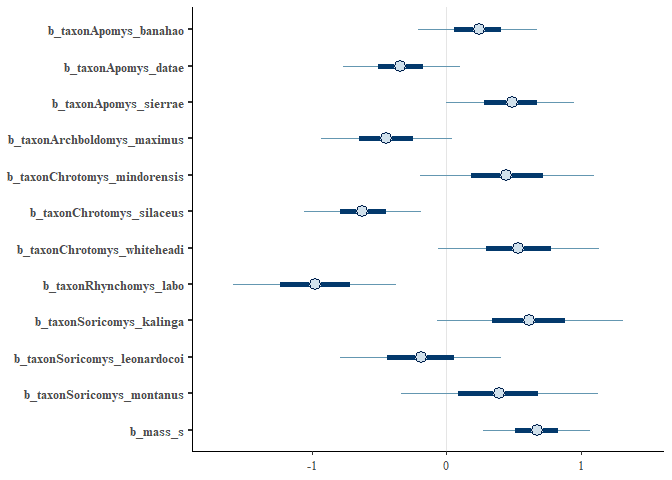 b_taxonApomys_banahao
b_taxonApomys_datae
b_taxonApomys_sierrae
b_taxonArchboldomys_maximus
b_taxonChrotomys_mindorensis
b_taxonChrotomys_silaceus
b_taxonChrotomys_whiteheadi
b_taxonRhynchomys_labo
b_taxonSoricomys_kalinga
b_taxonSoricomys_leonardocoi
b_taxonSoricomys_montanus
b_mass_s
-1 0 1